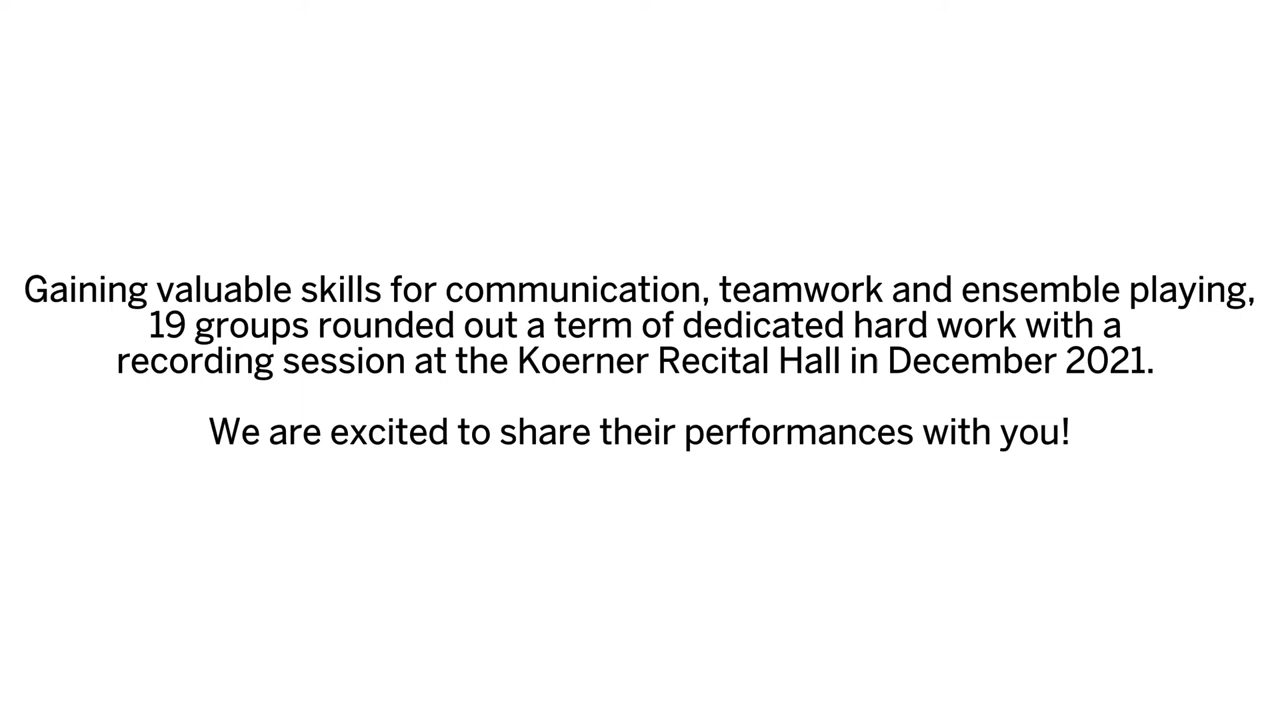 Gaining valuable skills for communication, teamwork and ensemble playing,
19 groups rounded out a term of dedicated hard work with a
recording session at the Koerner Recital Hall in December 2021.
We are excited to share their performances with you!